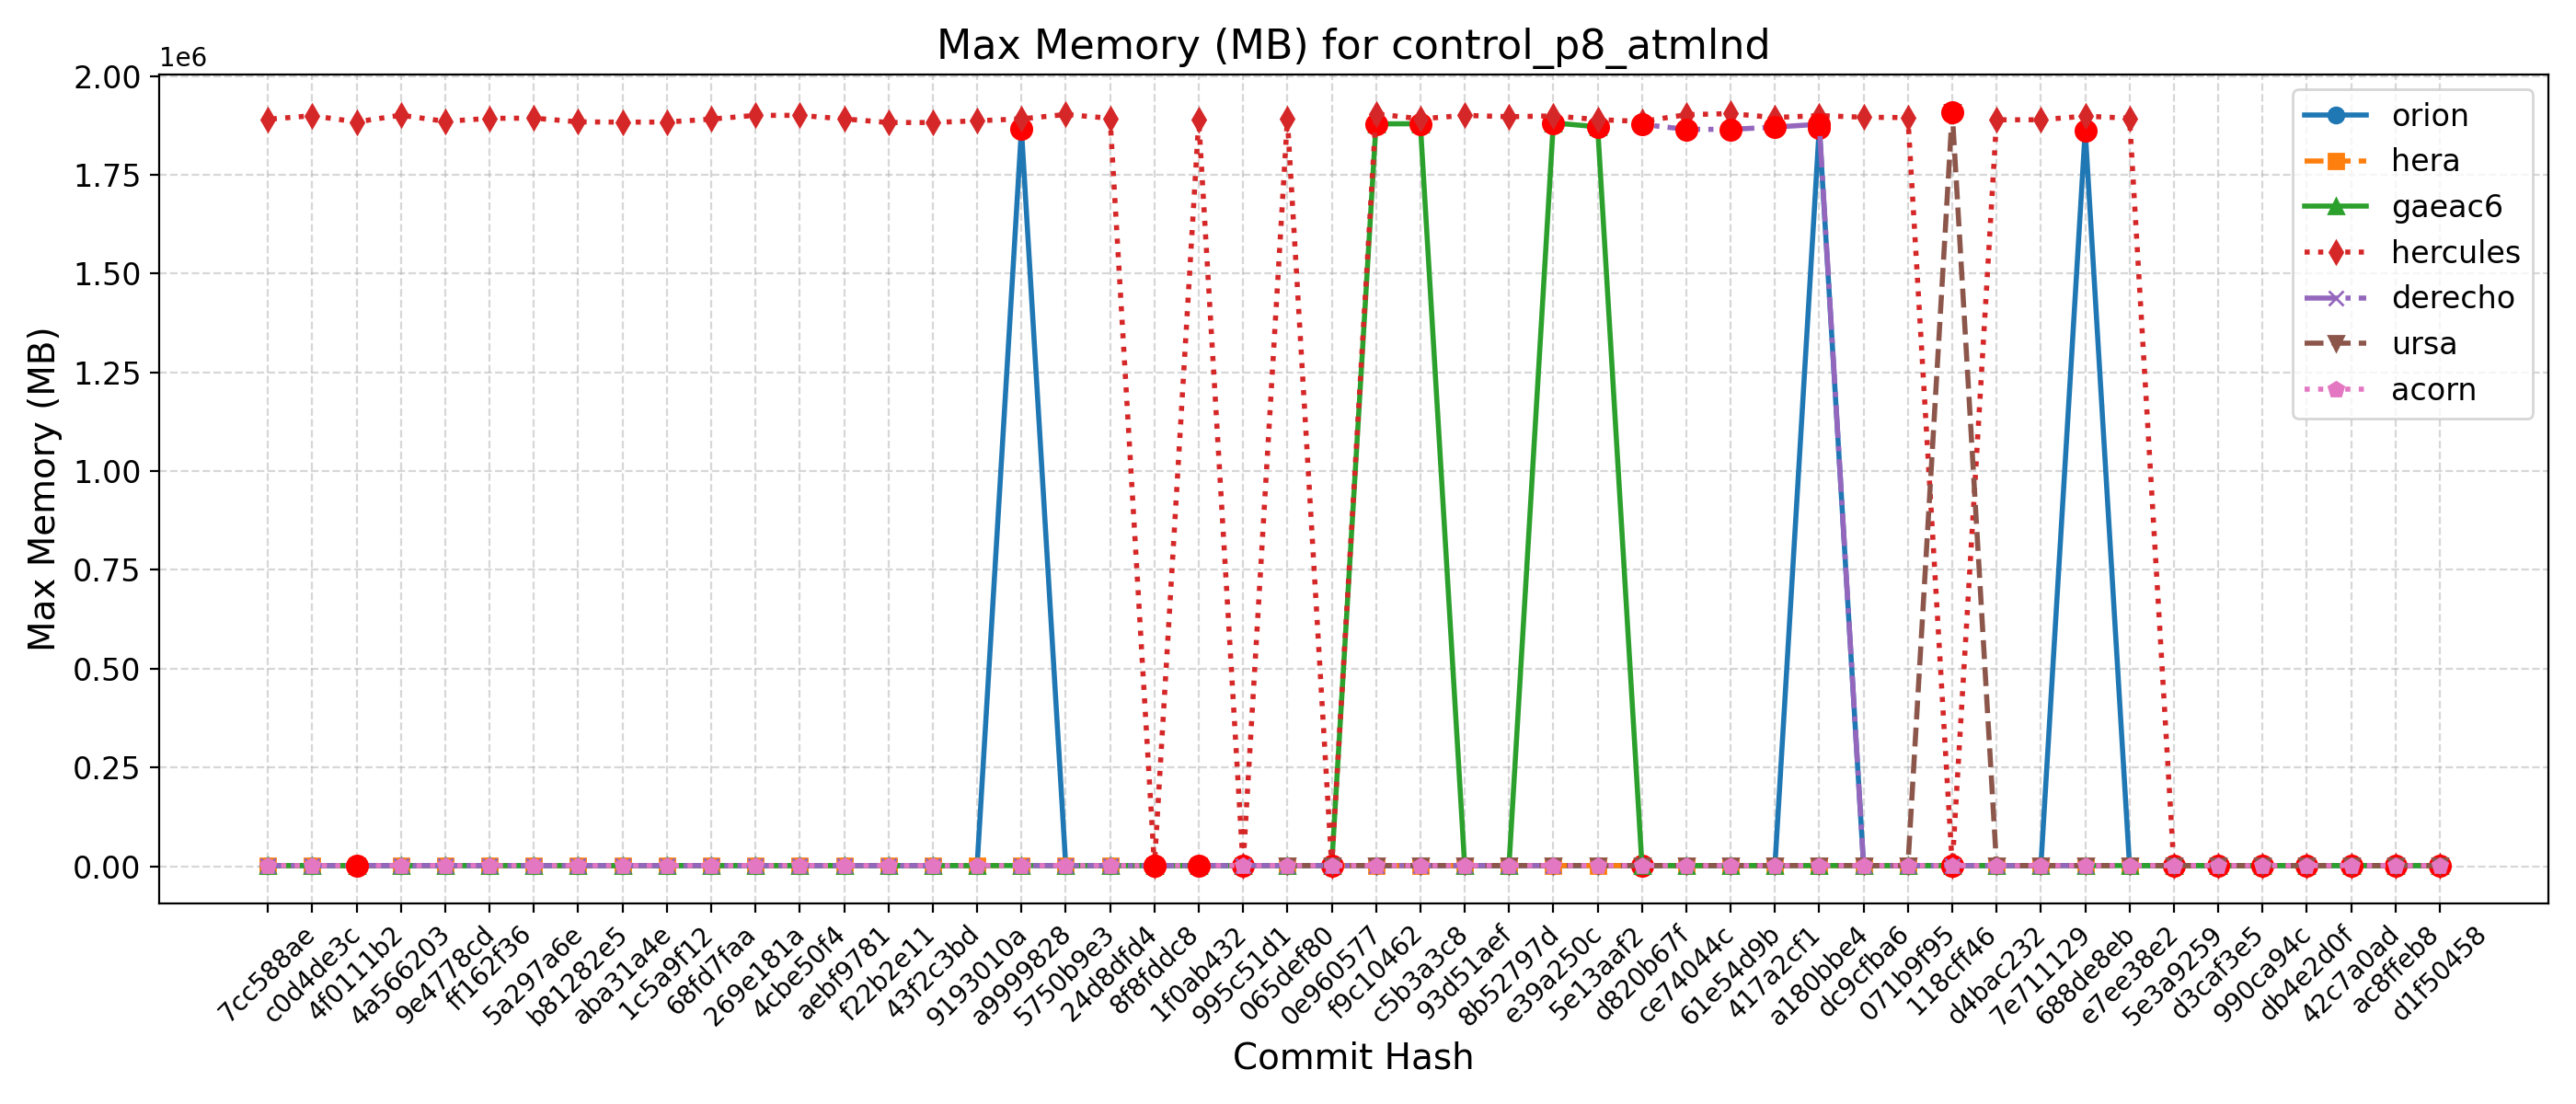 Max Memory (MB) for control_p8_atmlnd
1e6
2.00
1.75
1.50
1.25
1.00
0.75
0.50
0.25
0.00
Max Memory (MB)
orion
hera
gaeac6
hercules
derecho
ursa
acorn
7cc588ae
c0d4de3c
4f0111b2
4a566203
9e4778cd
ff162f36
5a297a6e
b81282e5
aba31a4e
1c5a9f12
68fd7faa
269e181a
4cbe50f4
aebf9781
f22b2e11
43f2c3bd
9193010a
a9999828
5750b9e3
24d8dfd4
8f8fddc8
1f0ab432
995c51d1
065def80
0e960577
f9c10462
c5b3a3c8
93d51aef
8b52797d
e39a250c
5e13aaf2
d820b67f
ce74044c
61e54d9b
417a2cf1
a180bbe4
dc9cfba6
071b9f95
118cff46
d4bac232
7e711129
688de8eb
e7ee38e2
5e3a9259
d3caf3e5
990ca94c
db4e2d0f
42c7a0ad
ac8ffeb8
d1f50458
Commit Hash